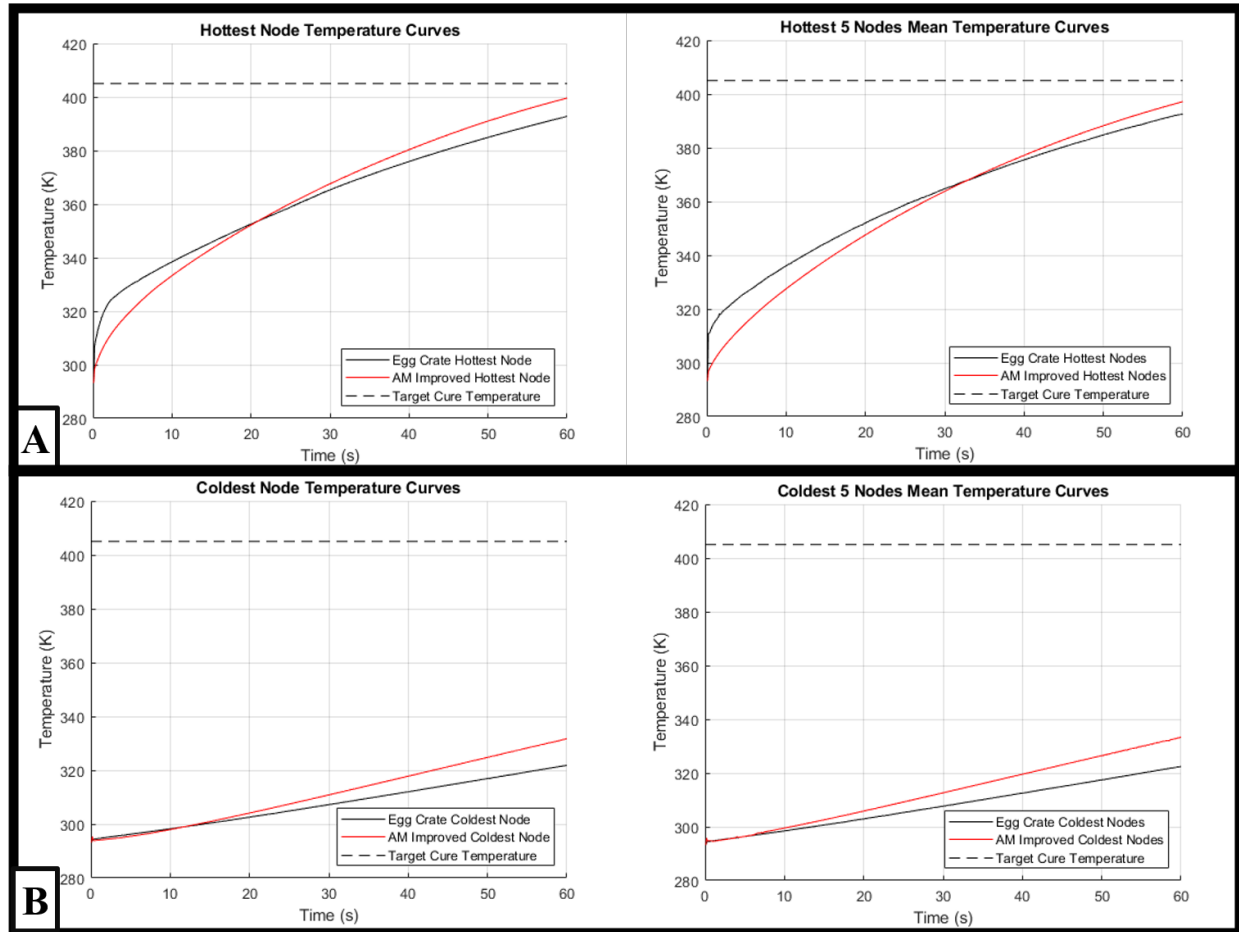 Hottest Node Temperature Curves
420
400
380
360
340
320
300
280
Temperature (K)
0 10 20 30 40 50 60
Time (s)
Egg Crate Hottest Node
AM Improved Hottest Node
Target Cure Temperature
Hottest 5 Nodes Mean Temperature Curves
420
400
380
360
340
320
300
280
Temperature (K)
0 10 20 30 40 50 60
Time (s)
Egg Crate Hottest Nodes
AM Improved Hottest Nodes
Target Cure Temperature
A
Coldest Node Temperature Curves
420
400
380
360
340
320
300
280
Temperature (K)
0 10 20 30 40 50 60
Time (s)
Egg Crate Coldest Node
AM Improved Coldest Node
Target Cure Temperature
Coldest 5 Nodes Mean Temperature Curves
420
400
380
360
340
320
300
280
Temperature (K)
0 10 20 30 40 50 60
Time (s)
Egg Crate Coldest Nodes
AM Improved Coldest Nodes
Target Cure Temperature
B